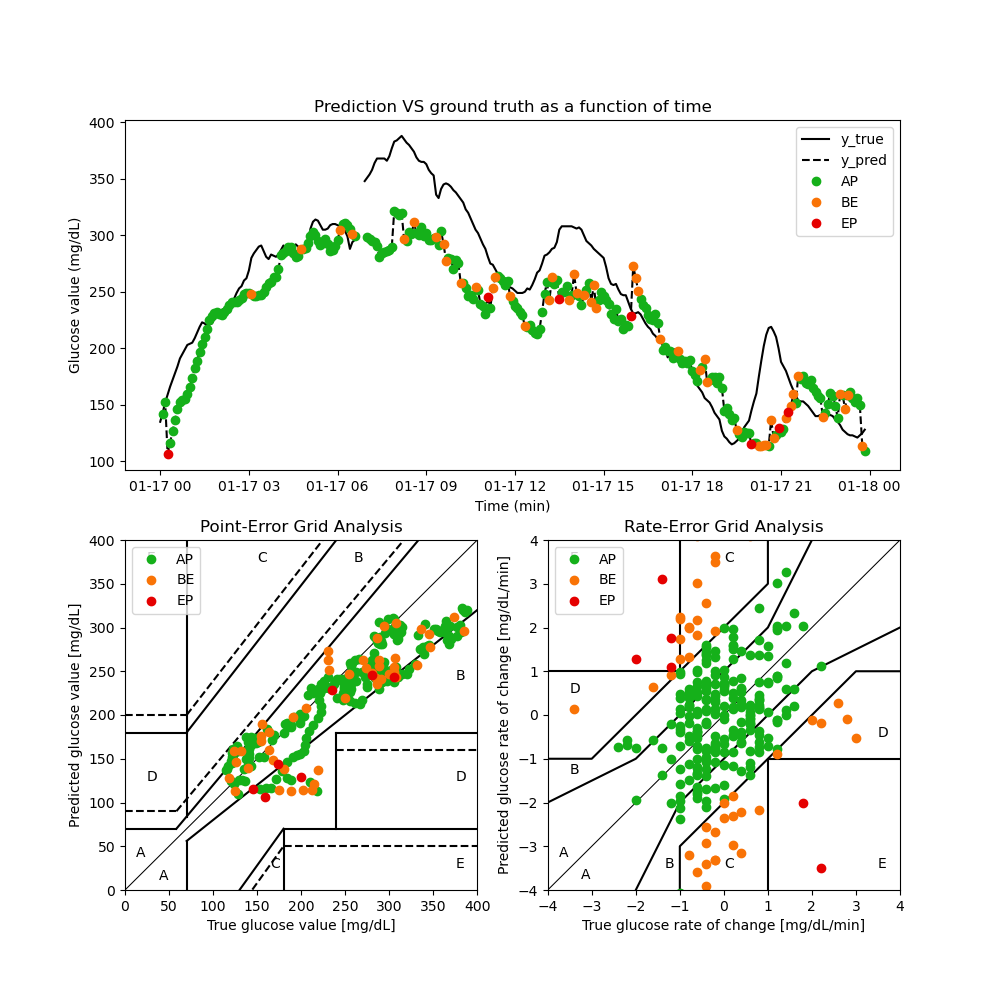 Prediction VS ground truth as a function of time
Glucose value (mg/dL)
400
350
300
250
200
150
100
y_true
y_pred
AP
BE
EP
01-17 00 01-17 03 01-17 06 01-17 09 01-17 12 01-17 15 01-17 18 01-17 21 01-18 00
Time (min)
Point-Error Grid Analysis
Predicted glucose value [mg/dL]
400
350
300
250
200
150
100
50
0
AP
BE
EP
C
B
B
D
D
A
A
C
E
0 50 100 150 200 250 300 350 400
True glucose value [mg/dL]
Rate-Error Grid Analysis
Predicted glucose rate of change [mg/dL/min]
4
3
2
1
0
−1
−2
−3
−4
AP
BE
EP
C
D
D
B
A
A
B
C
E
−4 −3 −2 −1 0 1 2 3 4
True glucose rate of change [mg/dL/min]